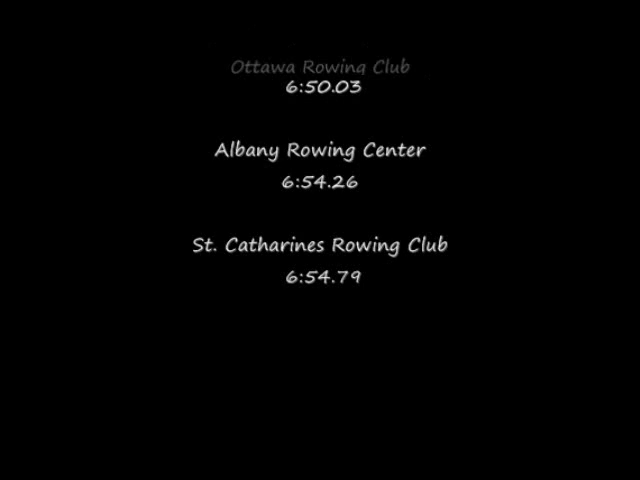 Ottawa Rowing Club
6:50.03
Albany Rowing Center
6:54.26
St. Catharines Rowing Club
6:54.79